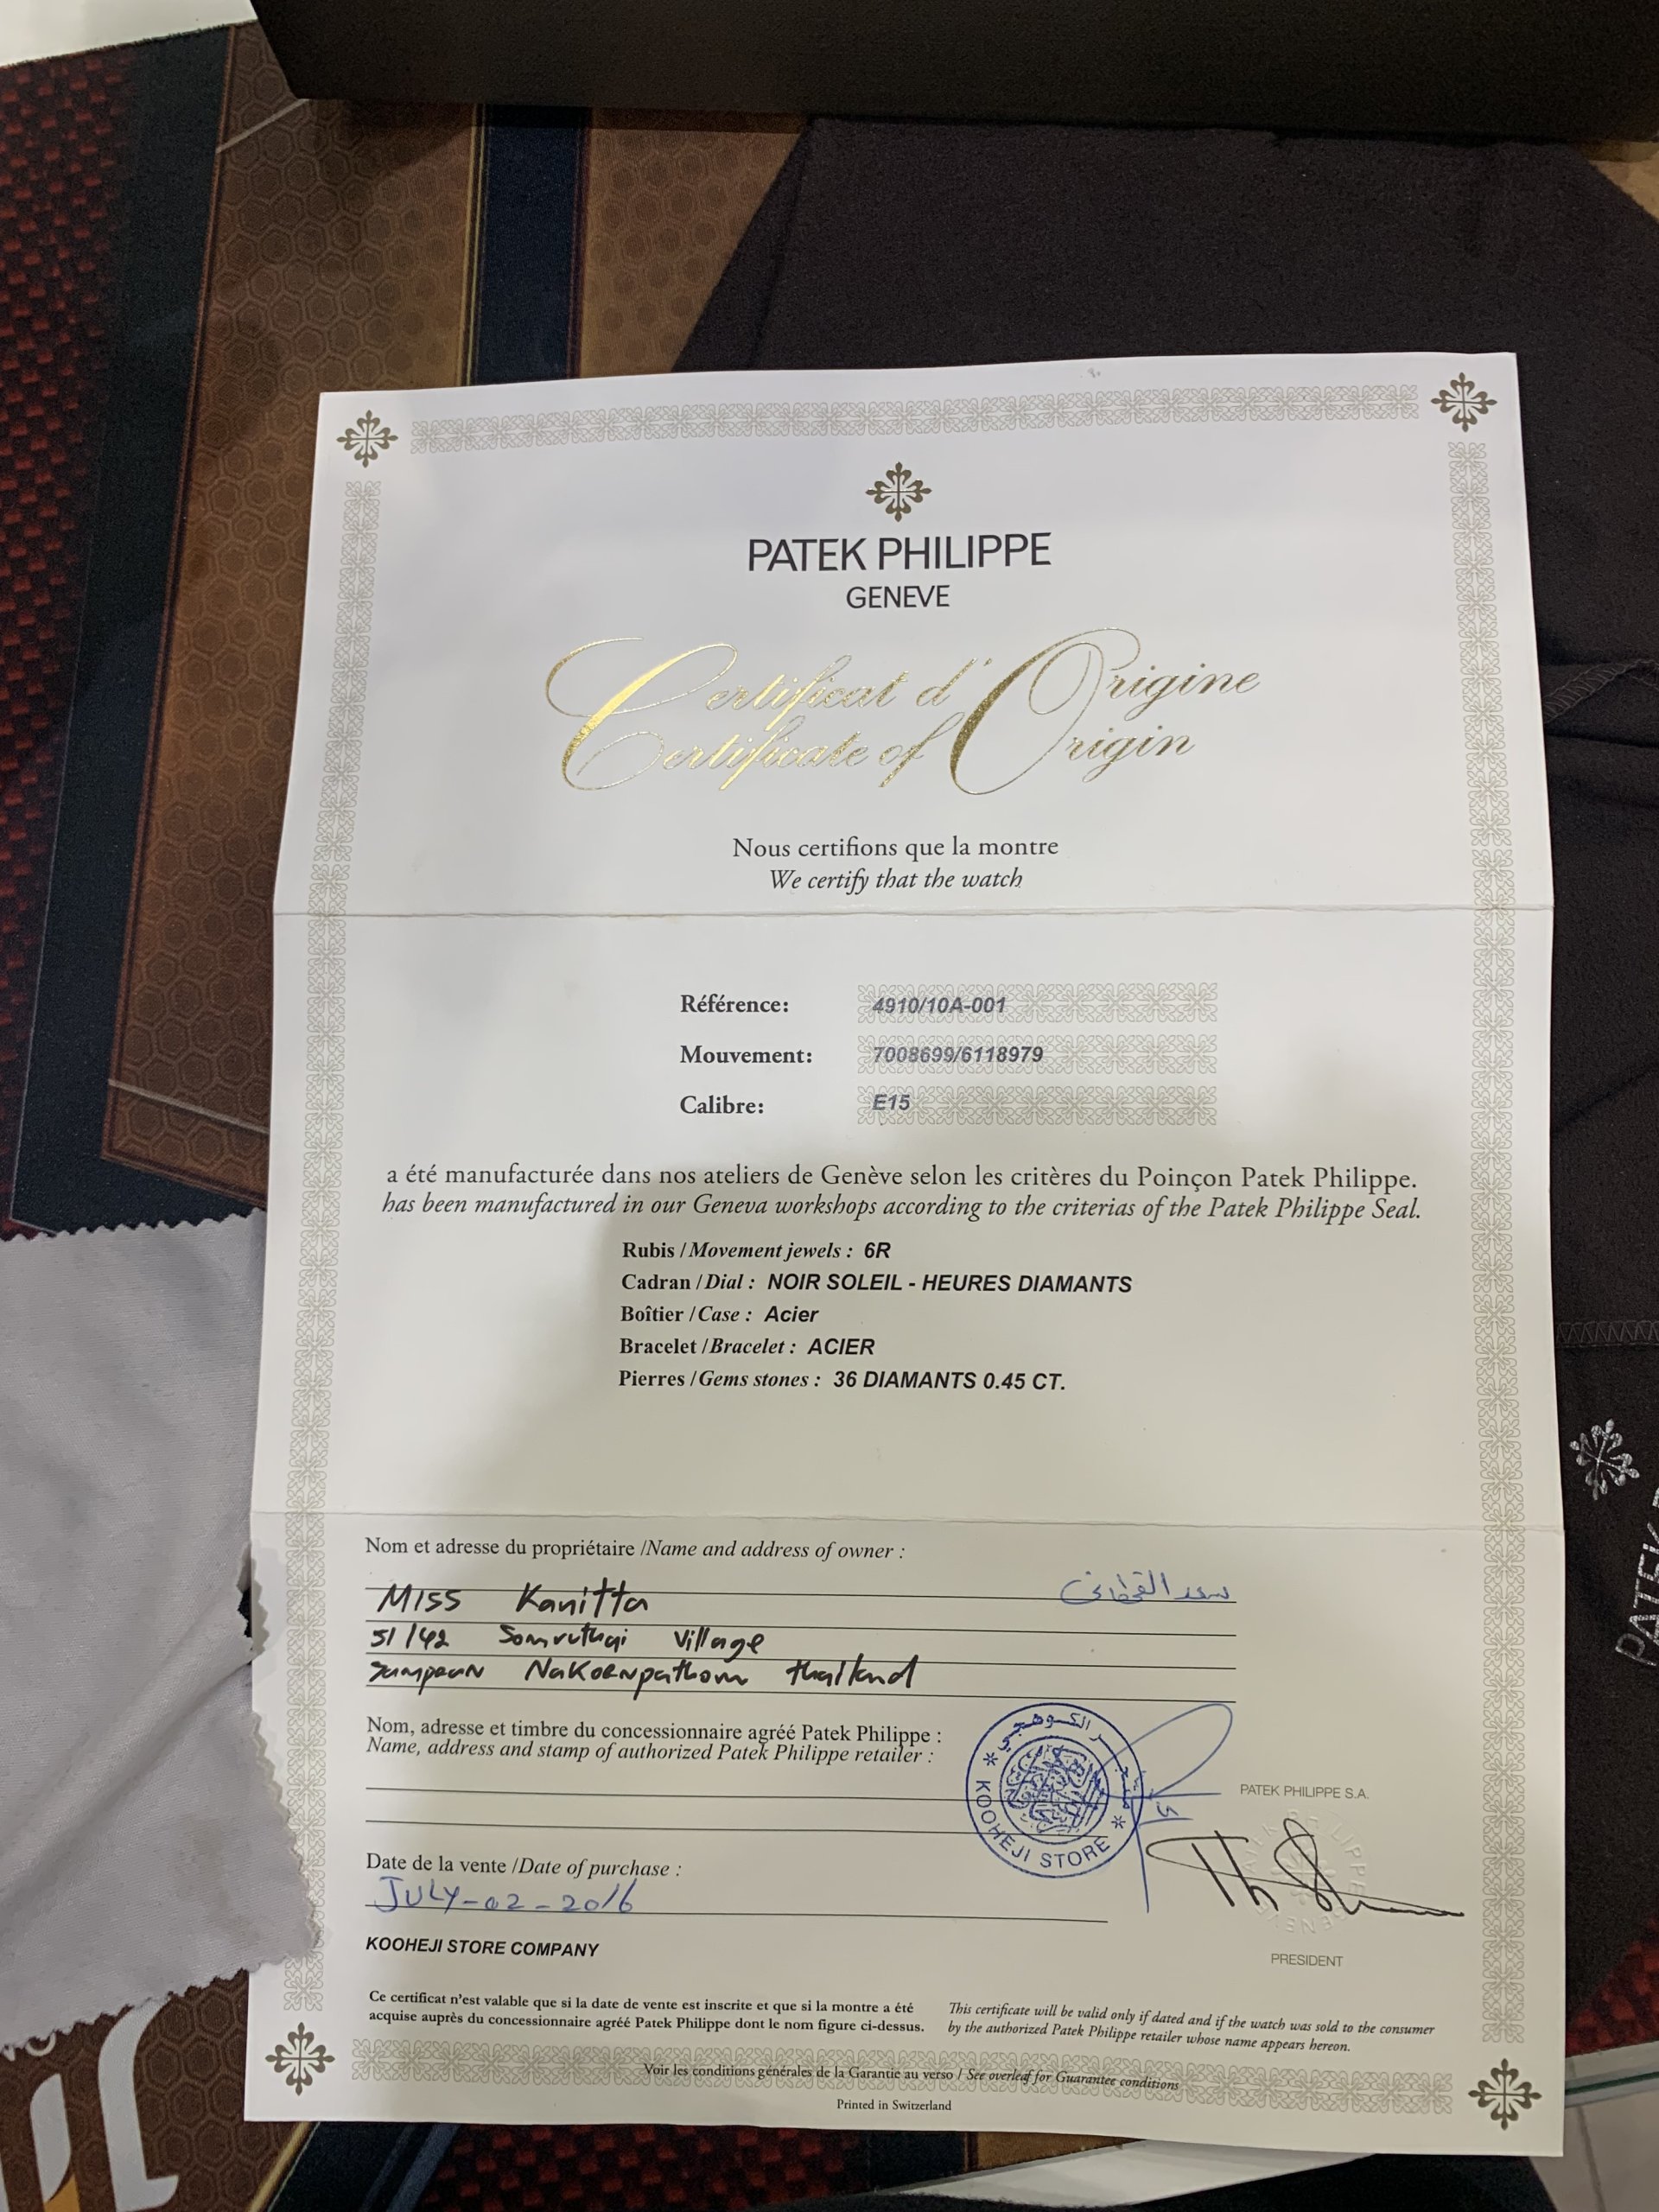 PATEK PHILIPPE
GENEVE
Certificat d'Origine
Certificate of Origin
Nous certifions que la montre
We certify that the watch
Référence: 4910/10A-001
Mouvement: 7008699/6118979
Calibre: E15
a été manufacturée dans nos ateliers de Genève selon les critères du Poinçon Patek Philippe.
has been manufactured in our Geneva workshops according to the criterias of the Patek Philippe Seal.
Rubis /Movement jewels : 6R
Cadran /Dial : NOIR SOLEIL - HEURES DIAMANTS
Boîtier /Case : Acier
Bracelet /Bracelet : ACIER
Pierres /Gems stones : 36 DIAMANTS 0.45 CT.
Nom et adresse du propriétaire /Name and address of owner :
Miss Kanitta سعد القحطاني
51/42 Somruthai Village
NaKornpathom thailand
Nom, adresse et timbre du concessionnaire agréé Patek Philippe :
Name, address and stamp of authorized Patek Philippe retailer :
متجر الكوهجي
KOOHEJI STORE
PATEK PHILIPPE S.A.
Date de la vente /Date of purchase :
JULY-02-2016
PRESIDENT
KOOHEJI STORE COMPANY
Ce certificat n'est valable que si la date de vente est inscrite et que si la montre a été
acquise auprès du concessionnaire agréé Patek Philippe dont le nom figure ci-dessus.
This certificate will be valid only if dated and if the watch was sold to the consumer
by the authorized Patek Philippe retailer whose name appears hereon.
Voir les conditions générales de la Garantie au verso / See overleaf for Guarantee conditions
Printed in Switzerland
PATEK